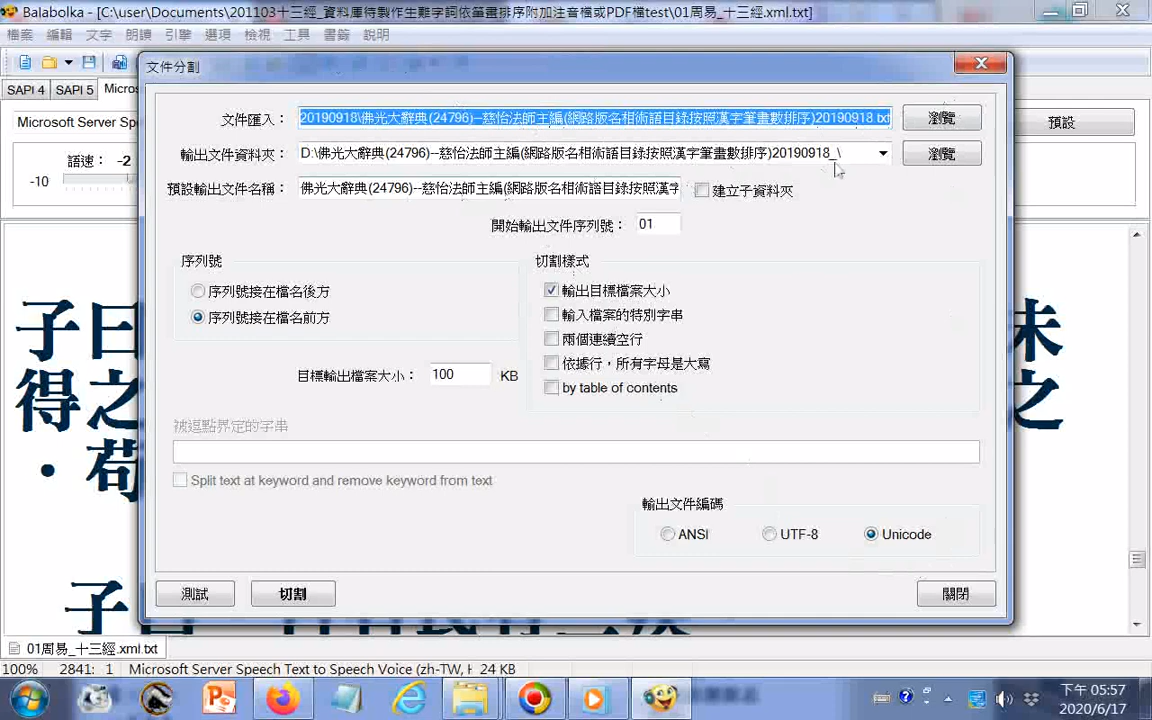 Balabolka - [C:\user\Documents\201103十三經_資料庫待製作生難字詞依筆畫排序附加注音檔或PDF檔test\01周易_十三經.xml.txt]
檔案 編輯 文字 朗讀 引擎 選項 檢視 工具 書籤 說明
文件分割
SAPI 4 SAPI 5 Micros
Microsoft Server Spe
預設
語速： -2
-10
文件匯入： 20190918\佛光大辭典(24796)--慈怡法師主編(網路版名相術語目錄按照漢字筆畫數排序)20190918.txt 瀏覽
輸出文件資料夾： D:\佛光大辭典(24796)--慈怡法師主編(網路版名相術語目錄按照漢字筆畫數排序)20190918_\ 瀏覽
預設輸出文件名稱： 佛光大辭典(24796)--慈怡法師主編(網路版名相術語目錄按照漢字 建立子資料夾
開始輸出文件序列號： 01
序列號
序列號接在檔名後方
序列號接在檔名前方
目標輸出檔案大小： 100 KB
切割樣式
輸出目標檔案大小
輸入檔案的特別字串
兩個連續空行
依據行，所有字母是大寫
by table of contents
被逗點界定的字串
Split text at keyword and remove keyword from text
輸出文件編碼
ANSI UTF-8 Unicode
測試 切割 關閉
子曰 未
得之 之
・苟
子曰
01周易_十三經.xml.txt
100% 2841: 1 Microsoft Server Speech Text to Speech Voice (zh-TW, H 24 KB
下午 05:57
2020/6/17